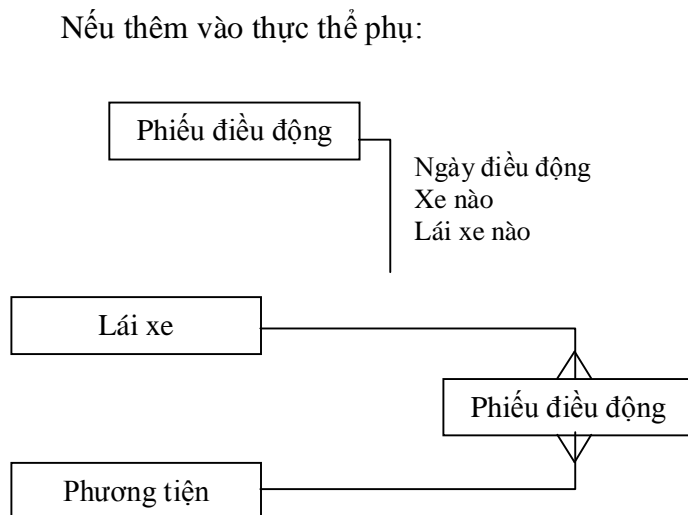 Nếu thêm vào thực thể phụ:
Phiếu điều động
Ngày điều động
Xe nào
Lái xe nào
Lái xe
Phiếu điều động
Phương tiện